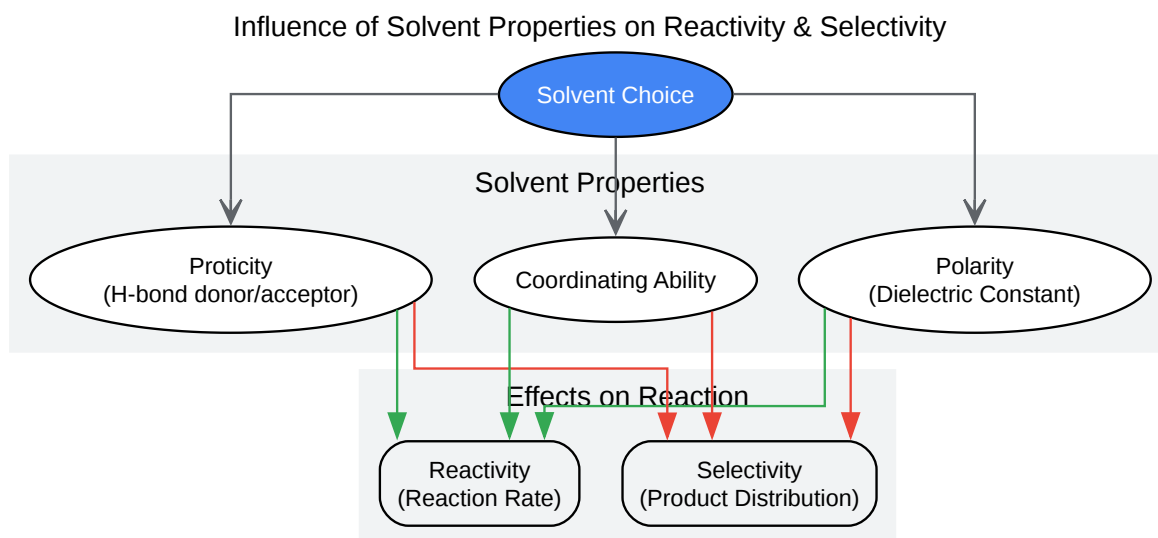 Influence of Solvent Properties on Reactivity & Selectivity
Solvent Choice
Solvent Properties
Proticity
(H-bond donor/acceptor)
Coordinating Ability
Polarity
(Dielectric Constant)
Effects on Reaction
Reactivity
(Reaction Rate)
Selectivity
(Product Distribution)